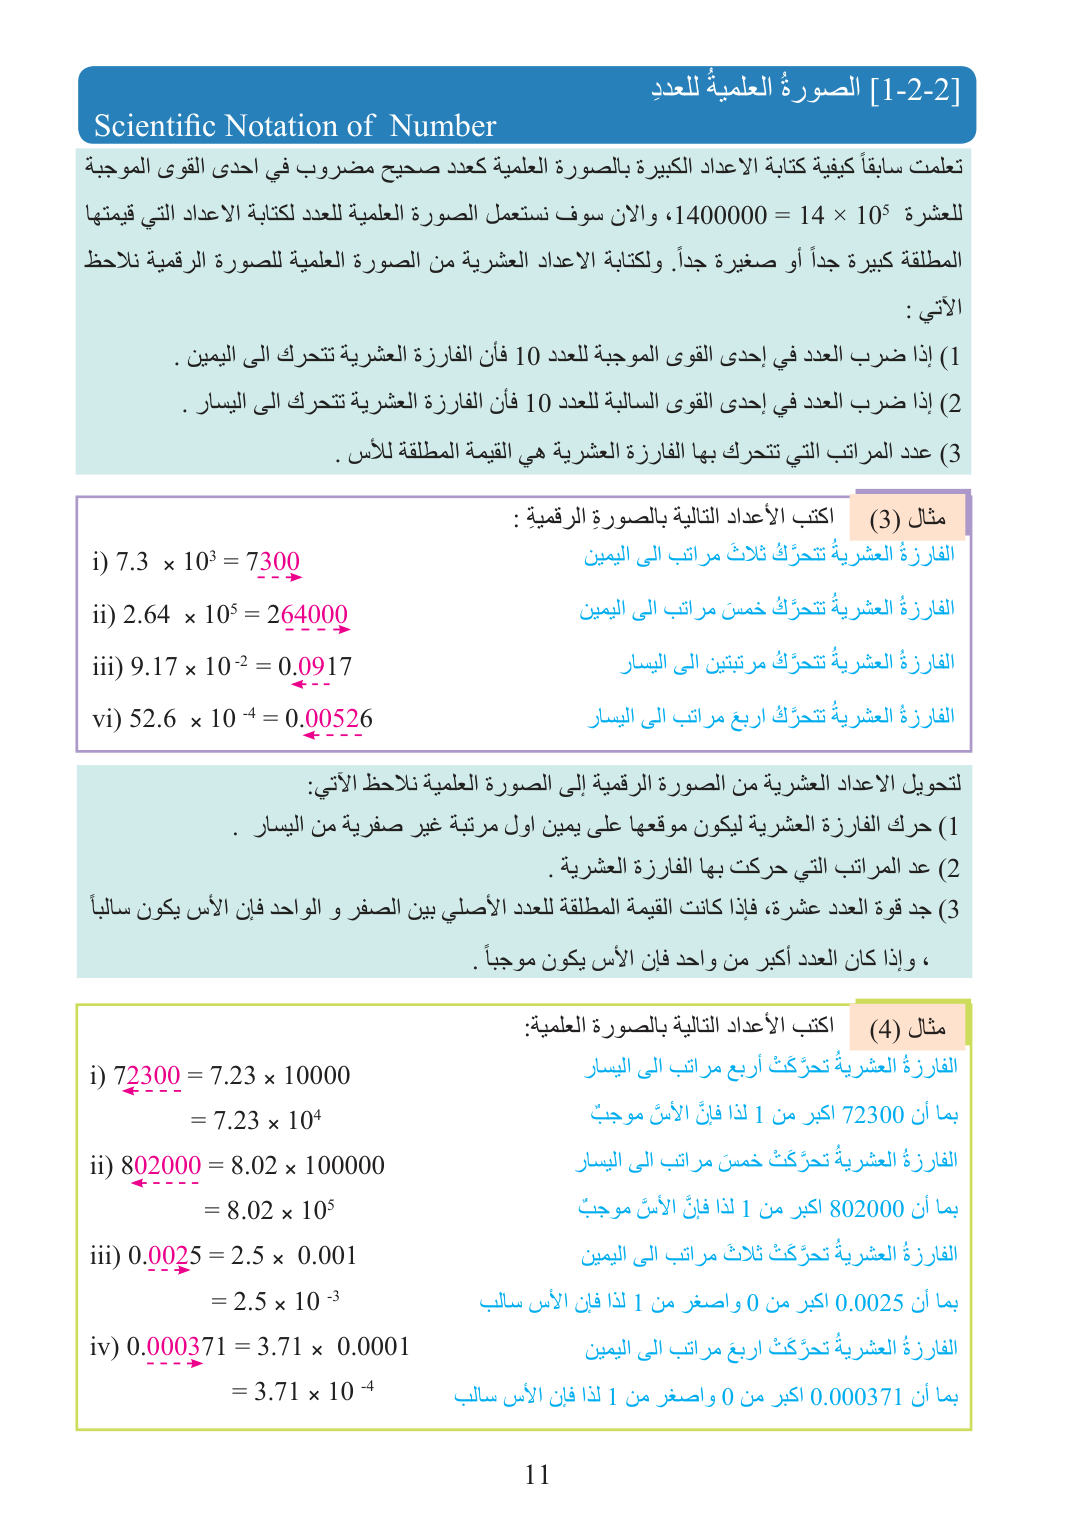 [1-2-2] الصورةُ العلميةُ للعددِ
Scientific Notation of Number
تعلمت سابقاً كيفية كتابة الاعداد الكبيرة بالصورة العلمية كعدد صحيح مضروب في احدى القوى الموجبة
للعشرة 1400000 = 14 × 10⁵، والان سوف نستعمل الصورة العلمية للعدد لكتابة الاعداد التي قيمتها
المطلقة كبيرة جداً أو صغيرة جداً. ولكتابة الاعداد العشرية من الصورة العلمية للصورة الرقمية نلاحظ
الآتي :
1) إذا ضرب العدد في إحدى القوى الموجبة للعدد 10 فأن الفارزة العشرية تتحرك الى اليمين .
2) إذا ضرب العدد في إحدى القوى السالبة للعدد 10 فأن الفارزة العشرية تتحرك الى اليسار .
3) عدد المراتب التي تتحرك بها الفارزة العشرية هي القيمة المطلقة للأس .
مثال (3) اكتب الأعداد التالية بالصورةِ الرقميةِ :
i) 7.3 × 10³ = 7300 الفارزةُ العشريةُ تتحرَّكُ ثلاثَ مراتب الى اليمين
ii) 2.64 × 10⁵ = 264000 الفارزةُ العشريةُ تتحرَّكُ خمسَ مراتب الى اليمين
iii) 9.17 × 10⁻² = 0.0917 الفارزةُ العشريةُ تتحرَّكُ مرتبتين الى اليسار
vi) 52.6 × 10⁻⁴ = 0.00526 الفارزةُ العشريةُ تتحرَّكُ اربعَ مراتب الى اليسار
لتحويل الاعداد العشرية من الصورة الرقمية إلى الصورة العلمية نلاحظ الآتي:
1) حرك الفارزة العشرية ليكون موقعها على يمين اول مرتبة غير صفرية من اليسار .
2) عد المراتب التي حركت بها الفارزة العشرية .
3) جد قوة العدد عشرة، فإذا كانت القيمة المطلقة للعدد الأصلي بين الصفر و الواحد فإن الأس يكون سالباً
، وإذا كان العدد أكبر من واحد فإن الأس يكون موجباً .
مثال (4) اكتب الأعداد التالية بالصورة العلمية:
i) 72300 = 7.23 × 10000 الفارزةُ العشريةُ تحرَّكَتْ أربع مراتب الى اليسار
= 7.23 × 10⁴ بما أن 72300 اكبر من 1 لذا فإنَّ الأسَّ موجبٌ
ii) 802000 = 8.02 × 100000 الفارزةُ العشريةُ تحرَّكَتْ خمسَ مراتب الى اليسار
= 8.02 × 10⁵ بما أن 802000 اكبر من 1 لذا فإنَّ الأسَّ موجبٌ
iii) 0.0025 = 2.5 × 0.001 الفارزةُ العشريةُ تحرَّكَتْ ثلاثَ مراتب الى اليمين
= 2.5 × 10⁻³ بما أن 0.0025 اكبر من 0 واصغر من 1 لذا فإن الأس سالب
iv) 0.000371 = 3.71 × 0.0001 الفارزةُ العشريةُ تحرَّكَتْ اربعَ مراتب الى اليمين
= 3.71 × 10⁻⁴ بما أن 0.000371 اكبر من 0 واصغر من 1 لذا فإن الأس سالب
11